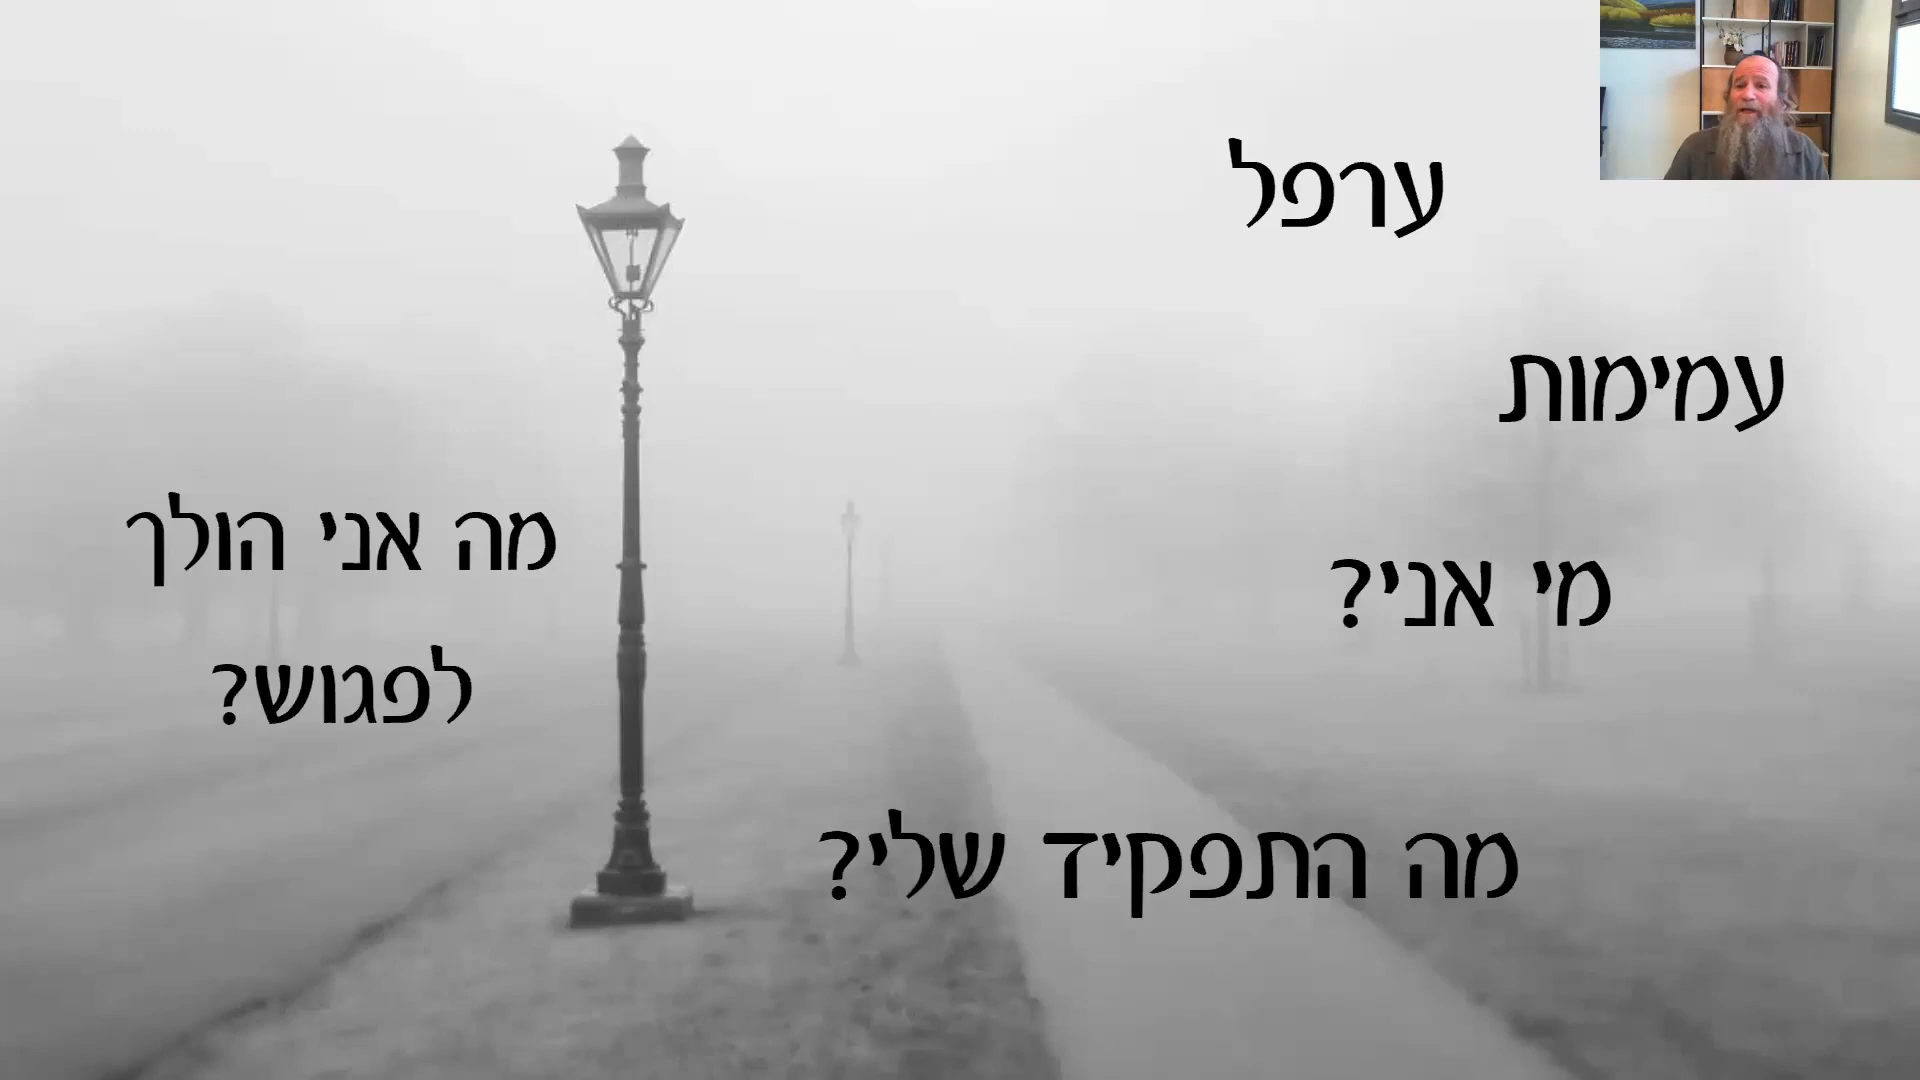 ערפל
עמימות
מי אני?
מה אני הולך
לפגוש?
מה התפקיד שלי?